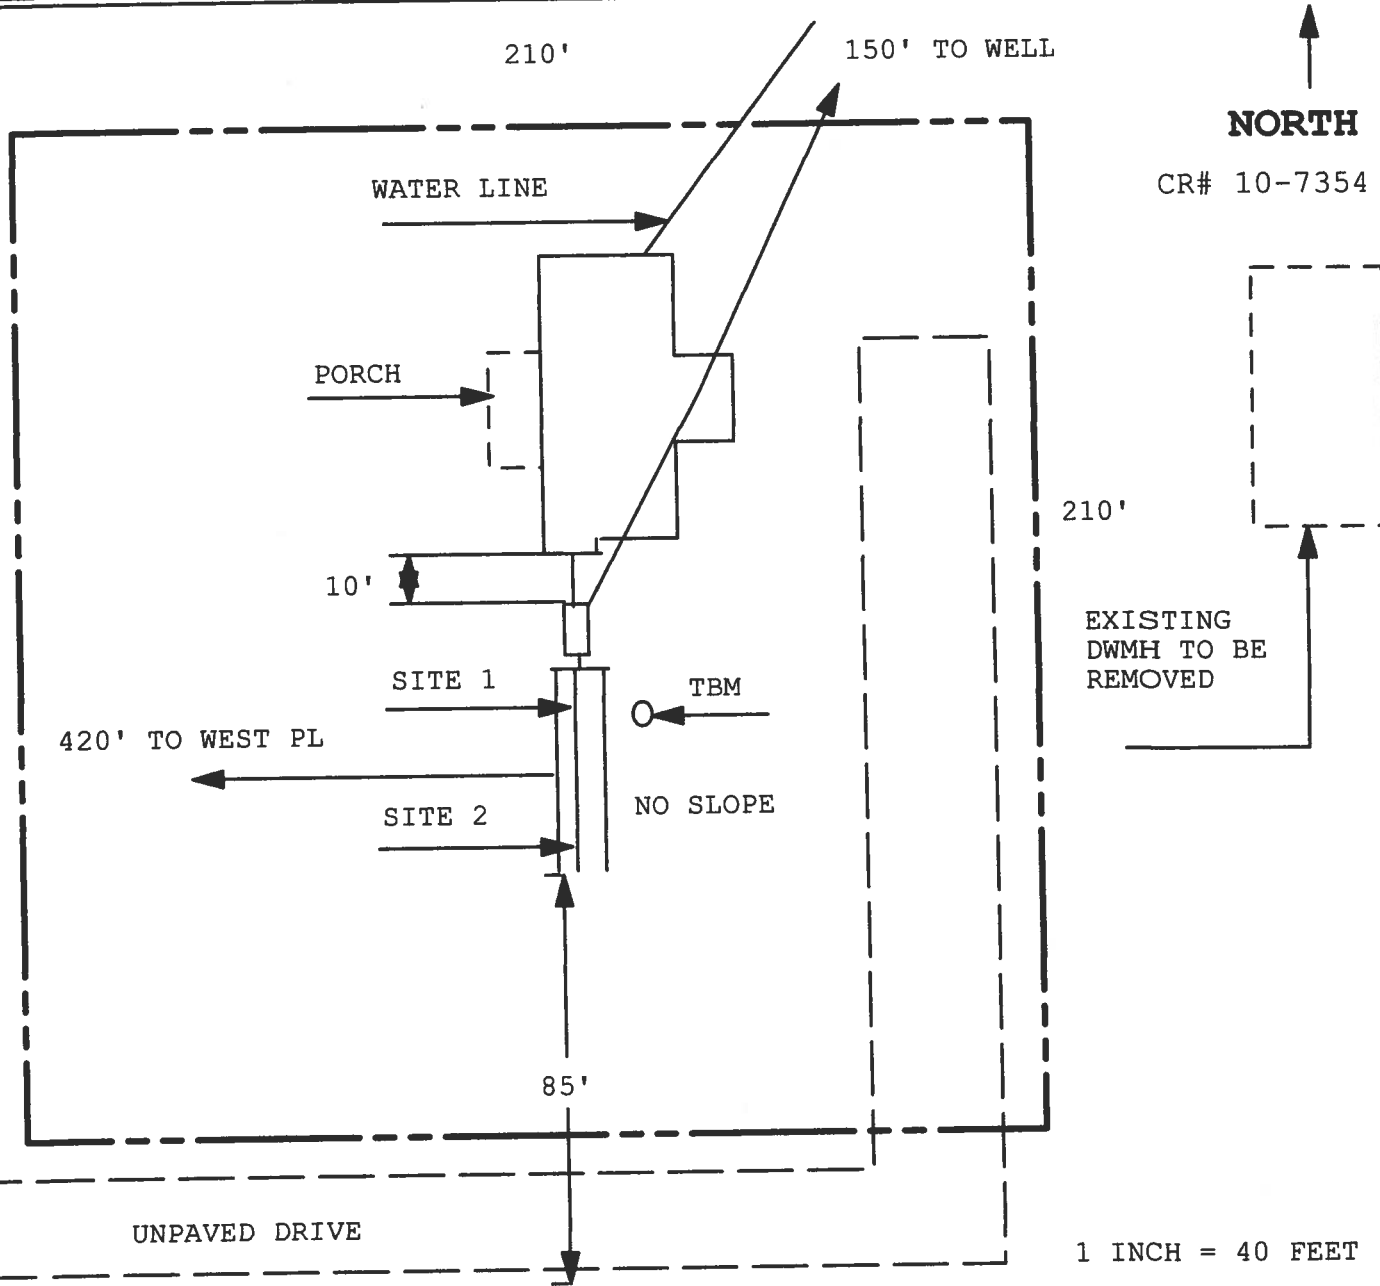 210'
150' TO WELL
NORTH
CR# 10-7354
WATER LINE
PORCH
210'
10'
EXISTING
DWMH TO BE
REMOVED
SITE 1
TBM
420' TO WEST PL
NO SLOPE
SITE 2
85'
UNPAVED DRIVE
1 INCH = 40 FEET